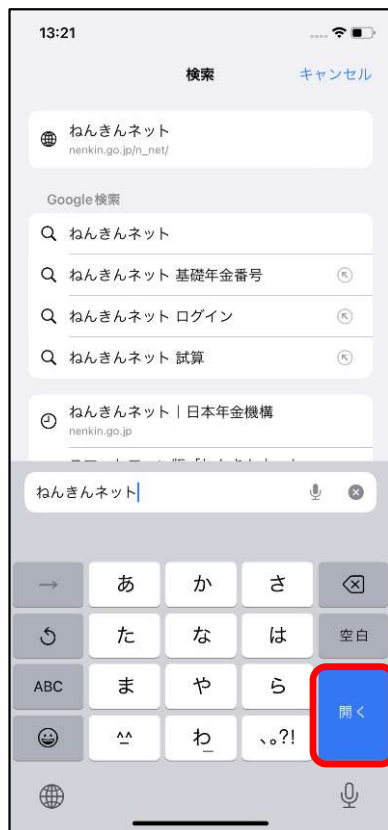 13:21
検索 キャンセル
ねんきんネット
nenkin.go.jp/n_net/
Google検索
ねんきんネット
ねんきんネット 基礎年金番号
ねんきんネット ログイン
ねんきんネット 試算
ねんきんネット｜日本年金機構
nenkin.go.jp
ねんきんネット
→ あ か さ
た な は 空白
ABC ま や ら 開く
^^ わ 、。?!